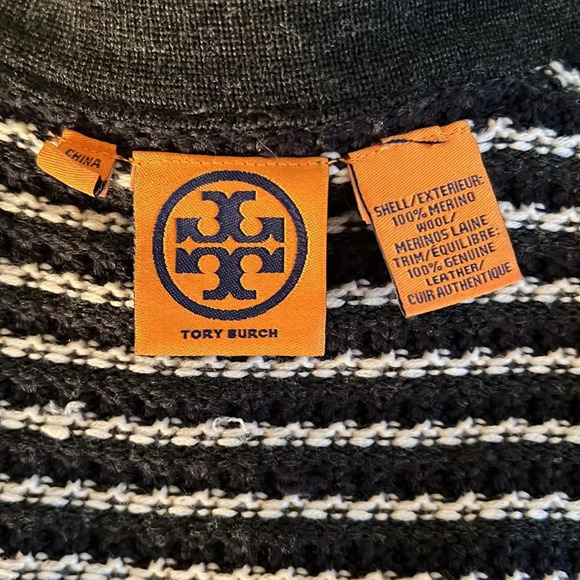 CHINA
TORY BURCH
SHELL/EXTERIEUR:
100% MERINO
WOOL/
MERINOS LAINE
TRIM/EQUILIBRE:
100% GENUINE
LEATHER/
CUIR AUTHENTIQUE